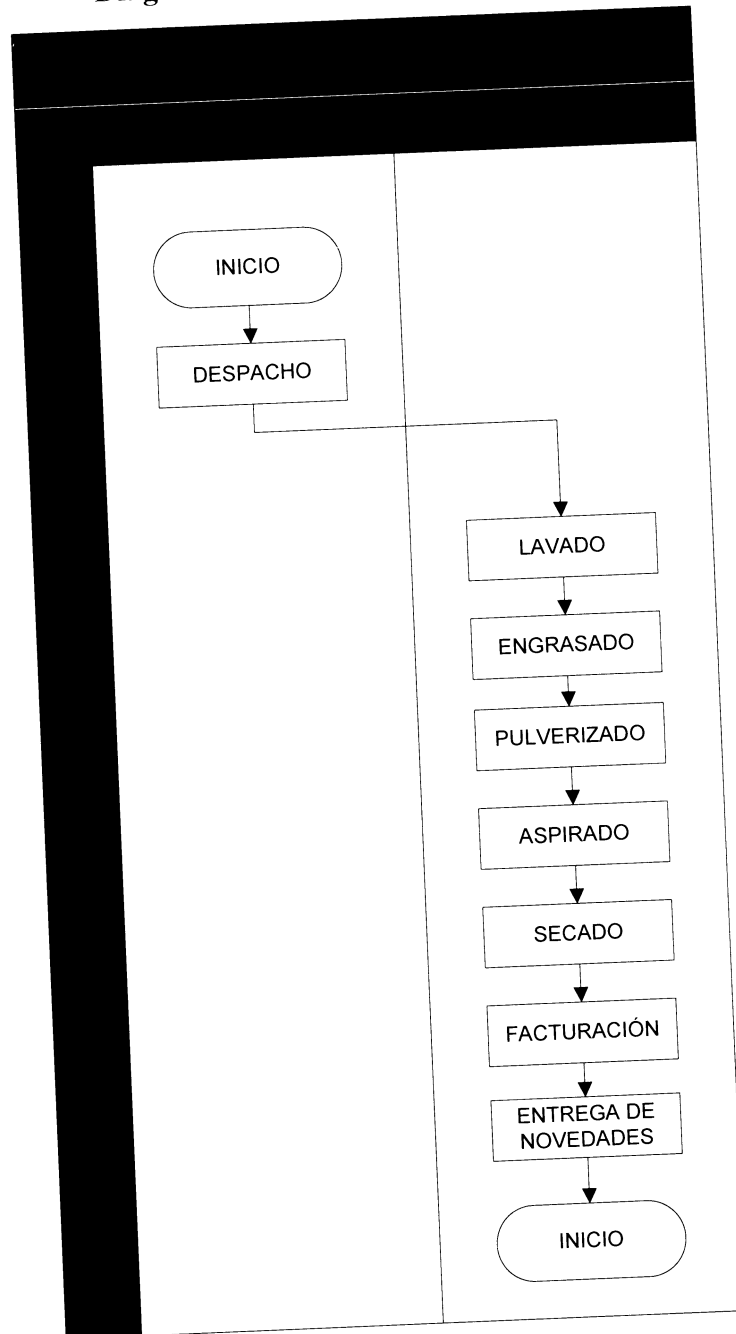 INICIO
DESPACHO
LAVADO
ENGRASADO
PULVERIZADO
ASPIRADO
SECADO
FACTURACIÓN
ENTREGA DE
NOVEDADES
INICIO